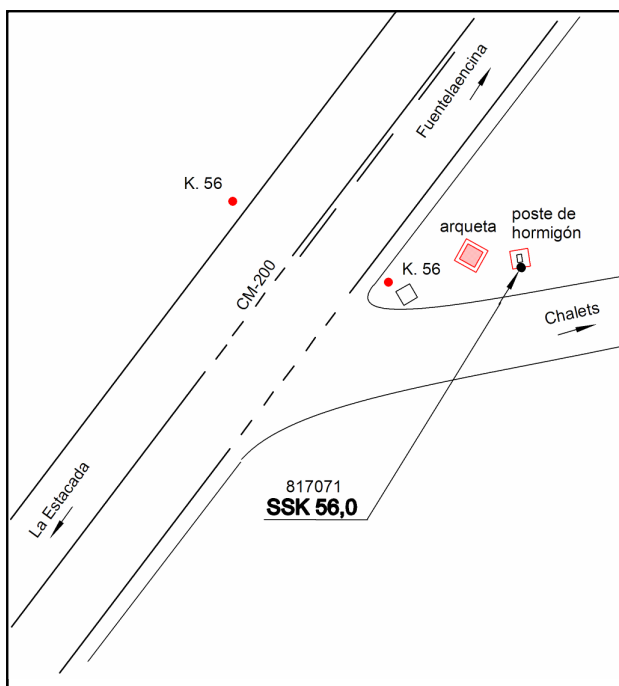 Fuentelaencina
K. 56
arqueta
poste de
hormigón
K. 56
CM-200
Chalets
La Estacada
817071
SSK 56,0